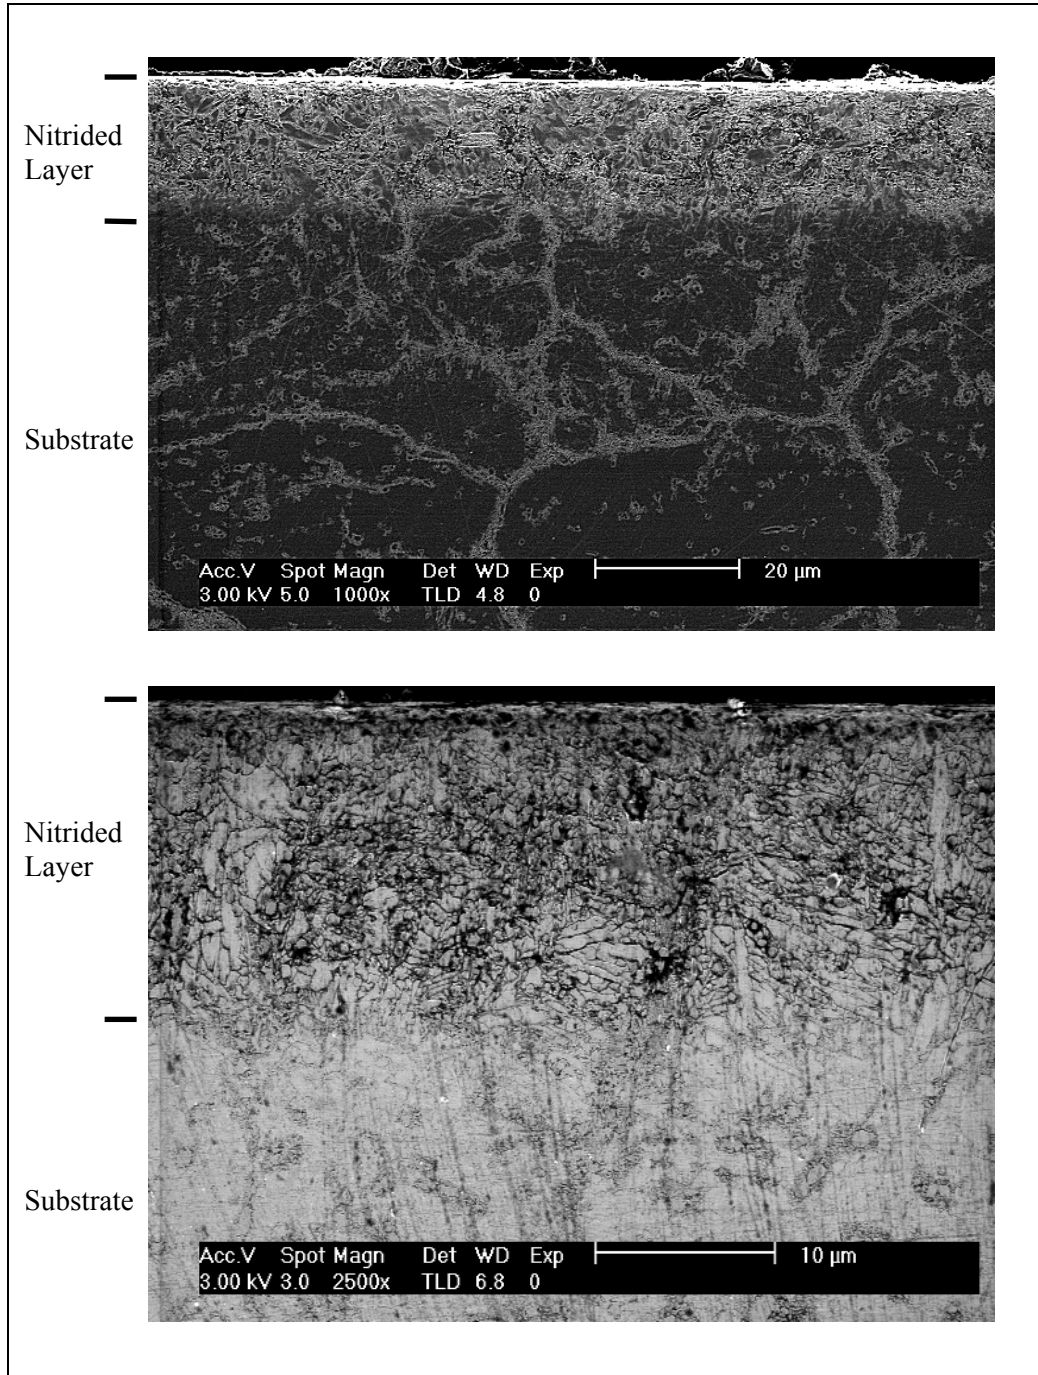 Nitrided
Layer
Substrate
Acc.V Spot Magn Det WD Exp 20 µm
3.00 kV 5.0 1000x TLD 4.8 0
Nitrided
Layer
Substrate
Acc.V Spot Magn Det WD Exp 10 µm
3.00 kV 3.0 2500x TLD 6.8 0